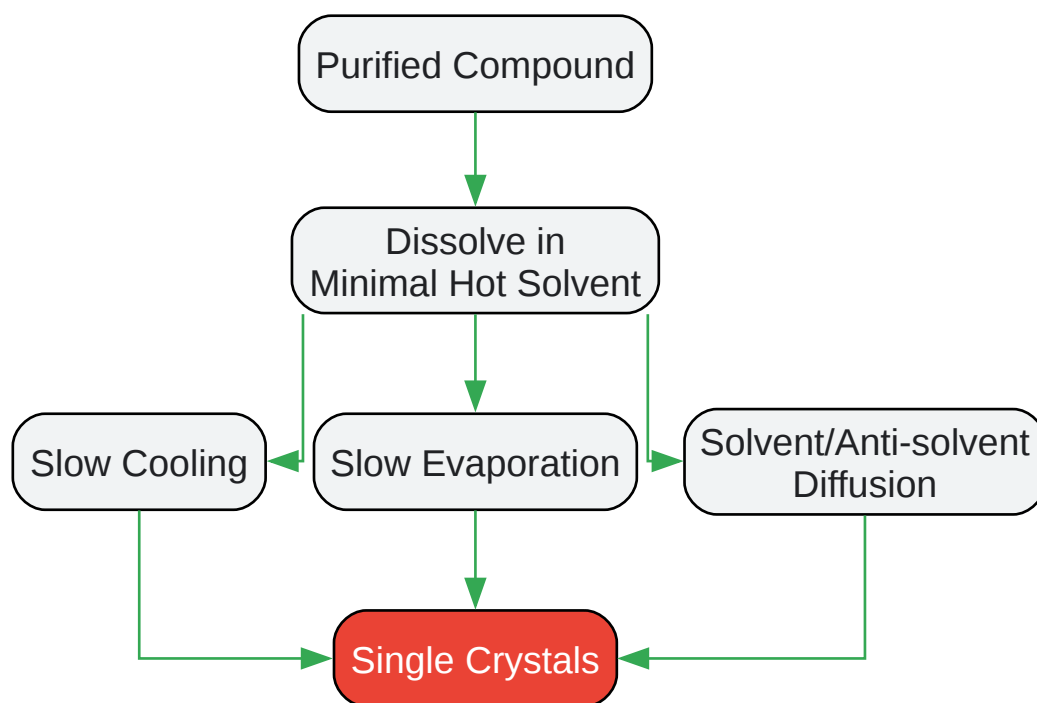 Purified Compound
Dissolve in
Minimal Hot Solvent
Slow Cooling
Slow Evaporation
Solvent/Anti-solvent
Diffusion
Single Crystals